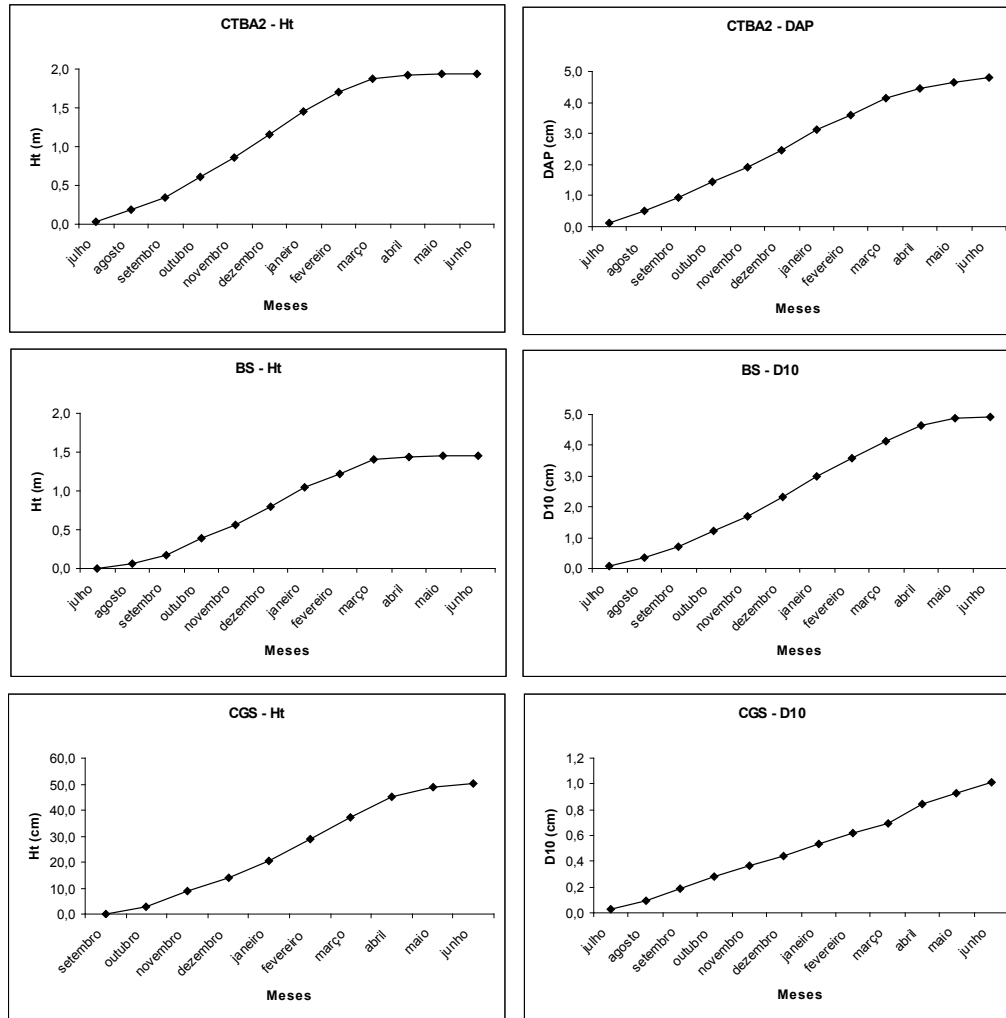 CTBA2 - Ht
2,0
1,5
1,0
0,5
0,0
Ht (m)
julho
agosto
setembro
outubro
novembro
dezembro
janeiro
fevereiro
março
abril
maio
junho
Meses
CTBA2 - DAP
5,0
4,0
3,0
2,0
1,0
0,0
DAP (cm)
julho
agosto
setembro
outubro
novembro
dezembro
janeiro
fevereiro
março
abril
maio
junho
Meses
BS - Ht
2,0
1,5
1,0
0,5
0,0
Ht (m)
julho
agosto
setembro
outubro
novembro
dezembro
janeiro
fevereiro
março
abril
maio
junho
Meses
BS - D10
5,0
4,0
3,0
2,0
1,0
0,0
D10 (cm)
julho
agosto
setembro
outubro
novembro
dezembro
janeiro
fevereiro
março
abril
maio
junho
Meses
CGS - Ht
60,0
50,0
40,0
30,0
20,0
10,0
0,0
Ht (cm)
setembro
outubro
novembro
dezembro
janeiro
fevereiro
março
abril
maio
junho
Meses
CGS - D10
1,2
1,0
0,8
0,6
0,4
0,2
0,0
D10 (cm)
julho
agosto
setembro
outubro
novembro
dezembro
janeiro
fevereiro
março
abril
maio
junho
Meses